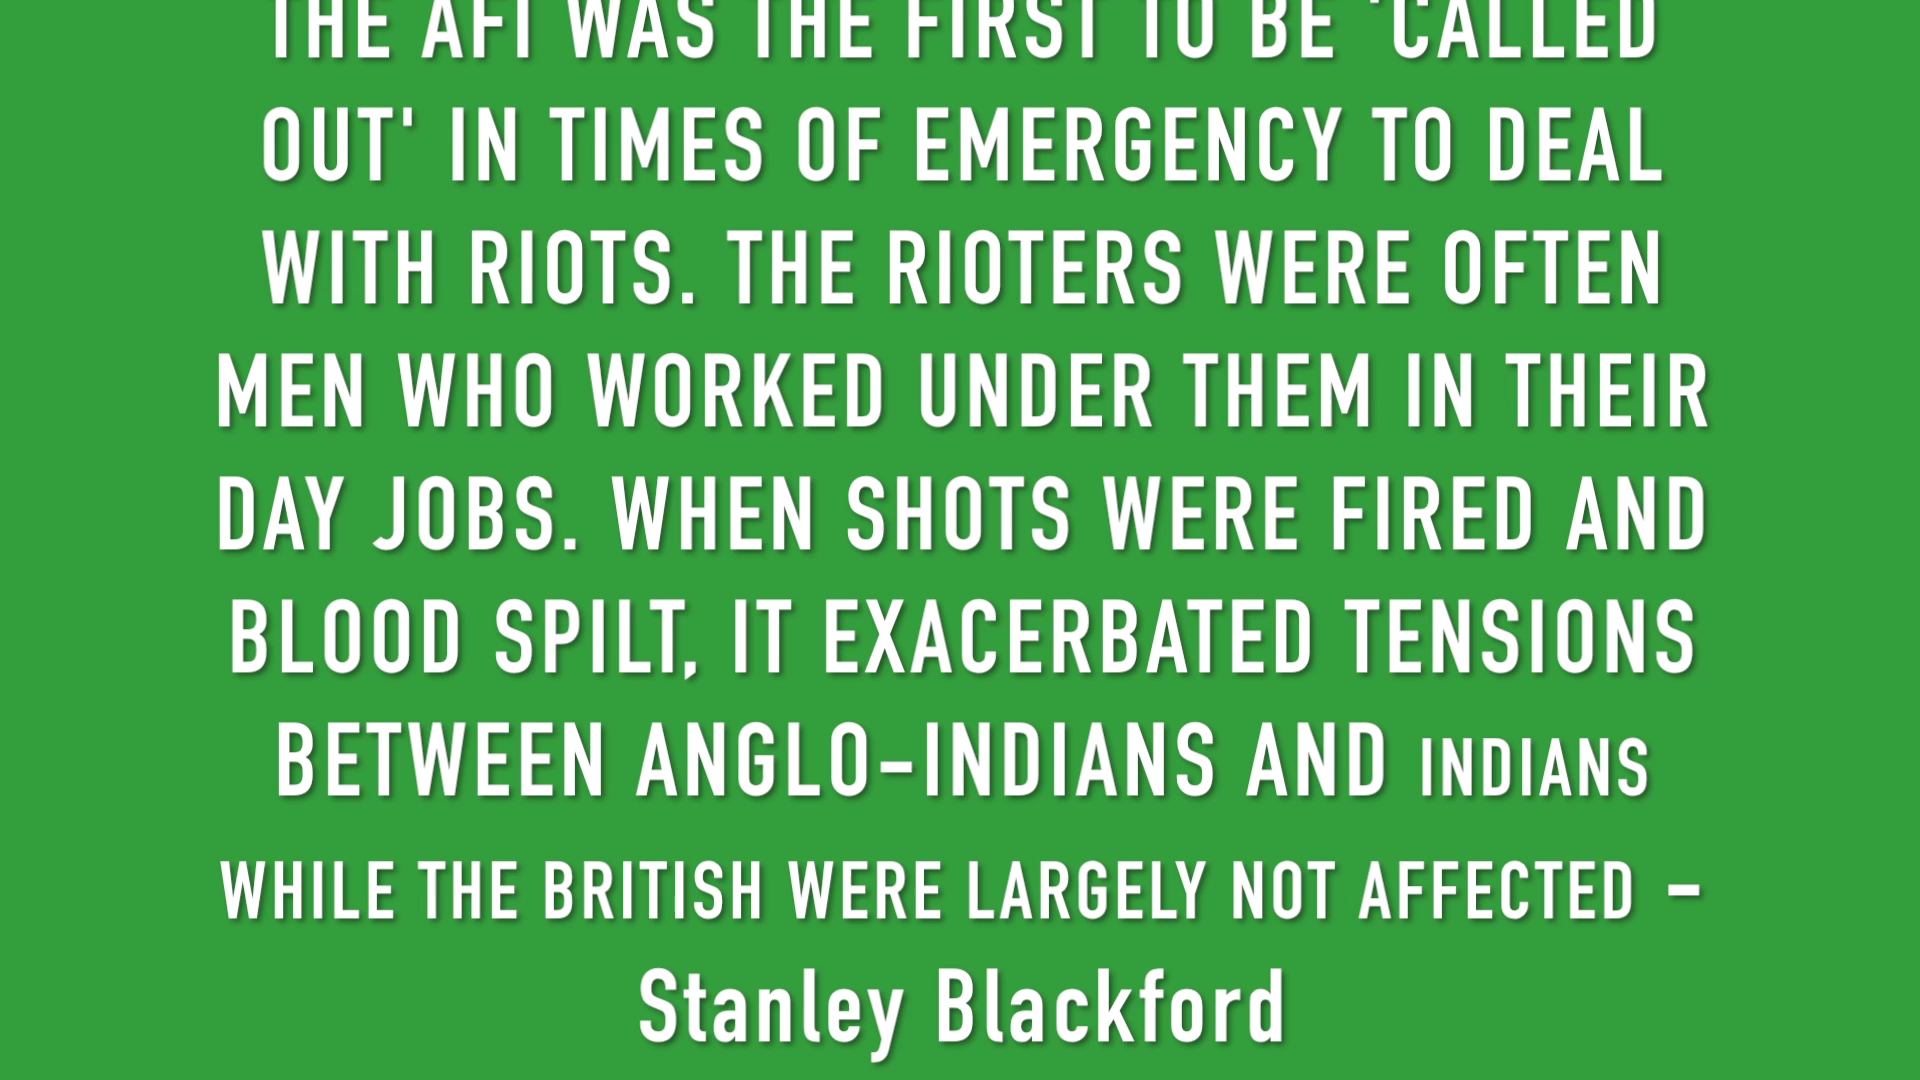 THE AFI WAS THE FIRST TO BE 'CALLED
OUT' IN TIMES OF EMERGENCY TO DEAL
WITH RIOTS. THE RIOTERS WERE OFTEN
MEN WHO WORKED UNDER THEM IN THEIR
DAY JOBS. WHEN SHOTS WERE FIRED AND
BLOOD SPILT, IT EXACERBATED TENSIONS
BETWEEN ANGLO-INDIANS AND INDIANS
WHILE THE BRITISH WERE LARGELY NOT AFFECTED -
Stanley Blackford